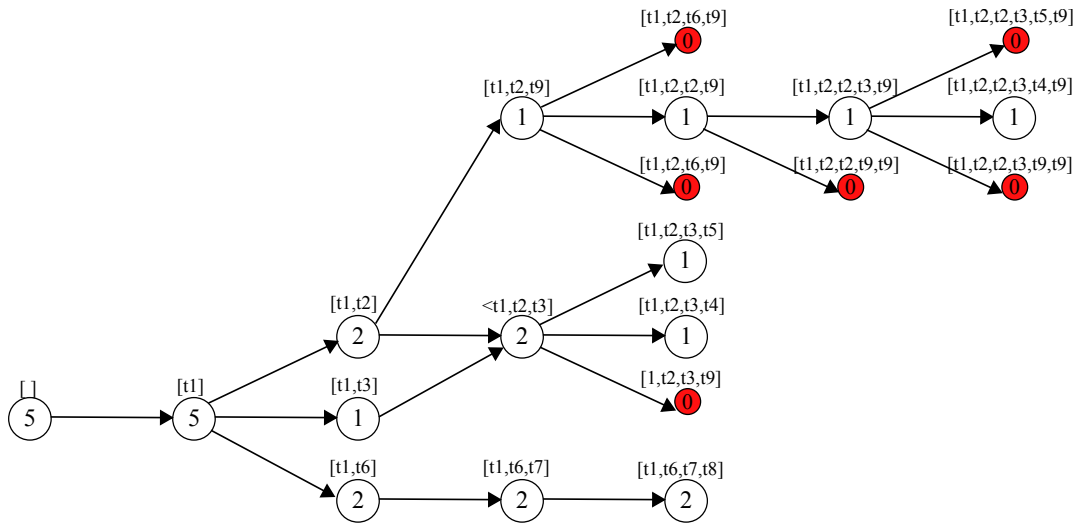 [t1,t2,t6,t9]
0
[t1,t2,t2,t3,t5,t9]
0
[t1,t2,t9]
1
[t1,t2,t2,t9]
1
[t1,t2,t2,t3,t9]
1
[t1,t2,t2,t3,t4,t9]
1
[t1,t2,t6,t9]
0
[t1,t2,t2,t9,t9]
0
[t1,t2,t2,t3,t9,t9]
0
[t1,t2,t3,t5]
1
[t1,t2]
2
<t1,t2,t3]
2
[t1,t2,t3,t4]
1
[ ]
5
[t1]
5
[t1,t3]
1
[1,t2,t3,t9]
0
[t1,t6]
2
[t1,t6,t7]
2
[t1,t6,t7,t8]
2